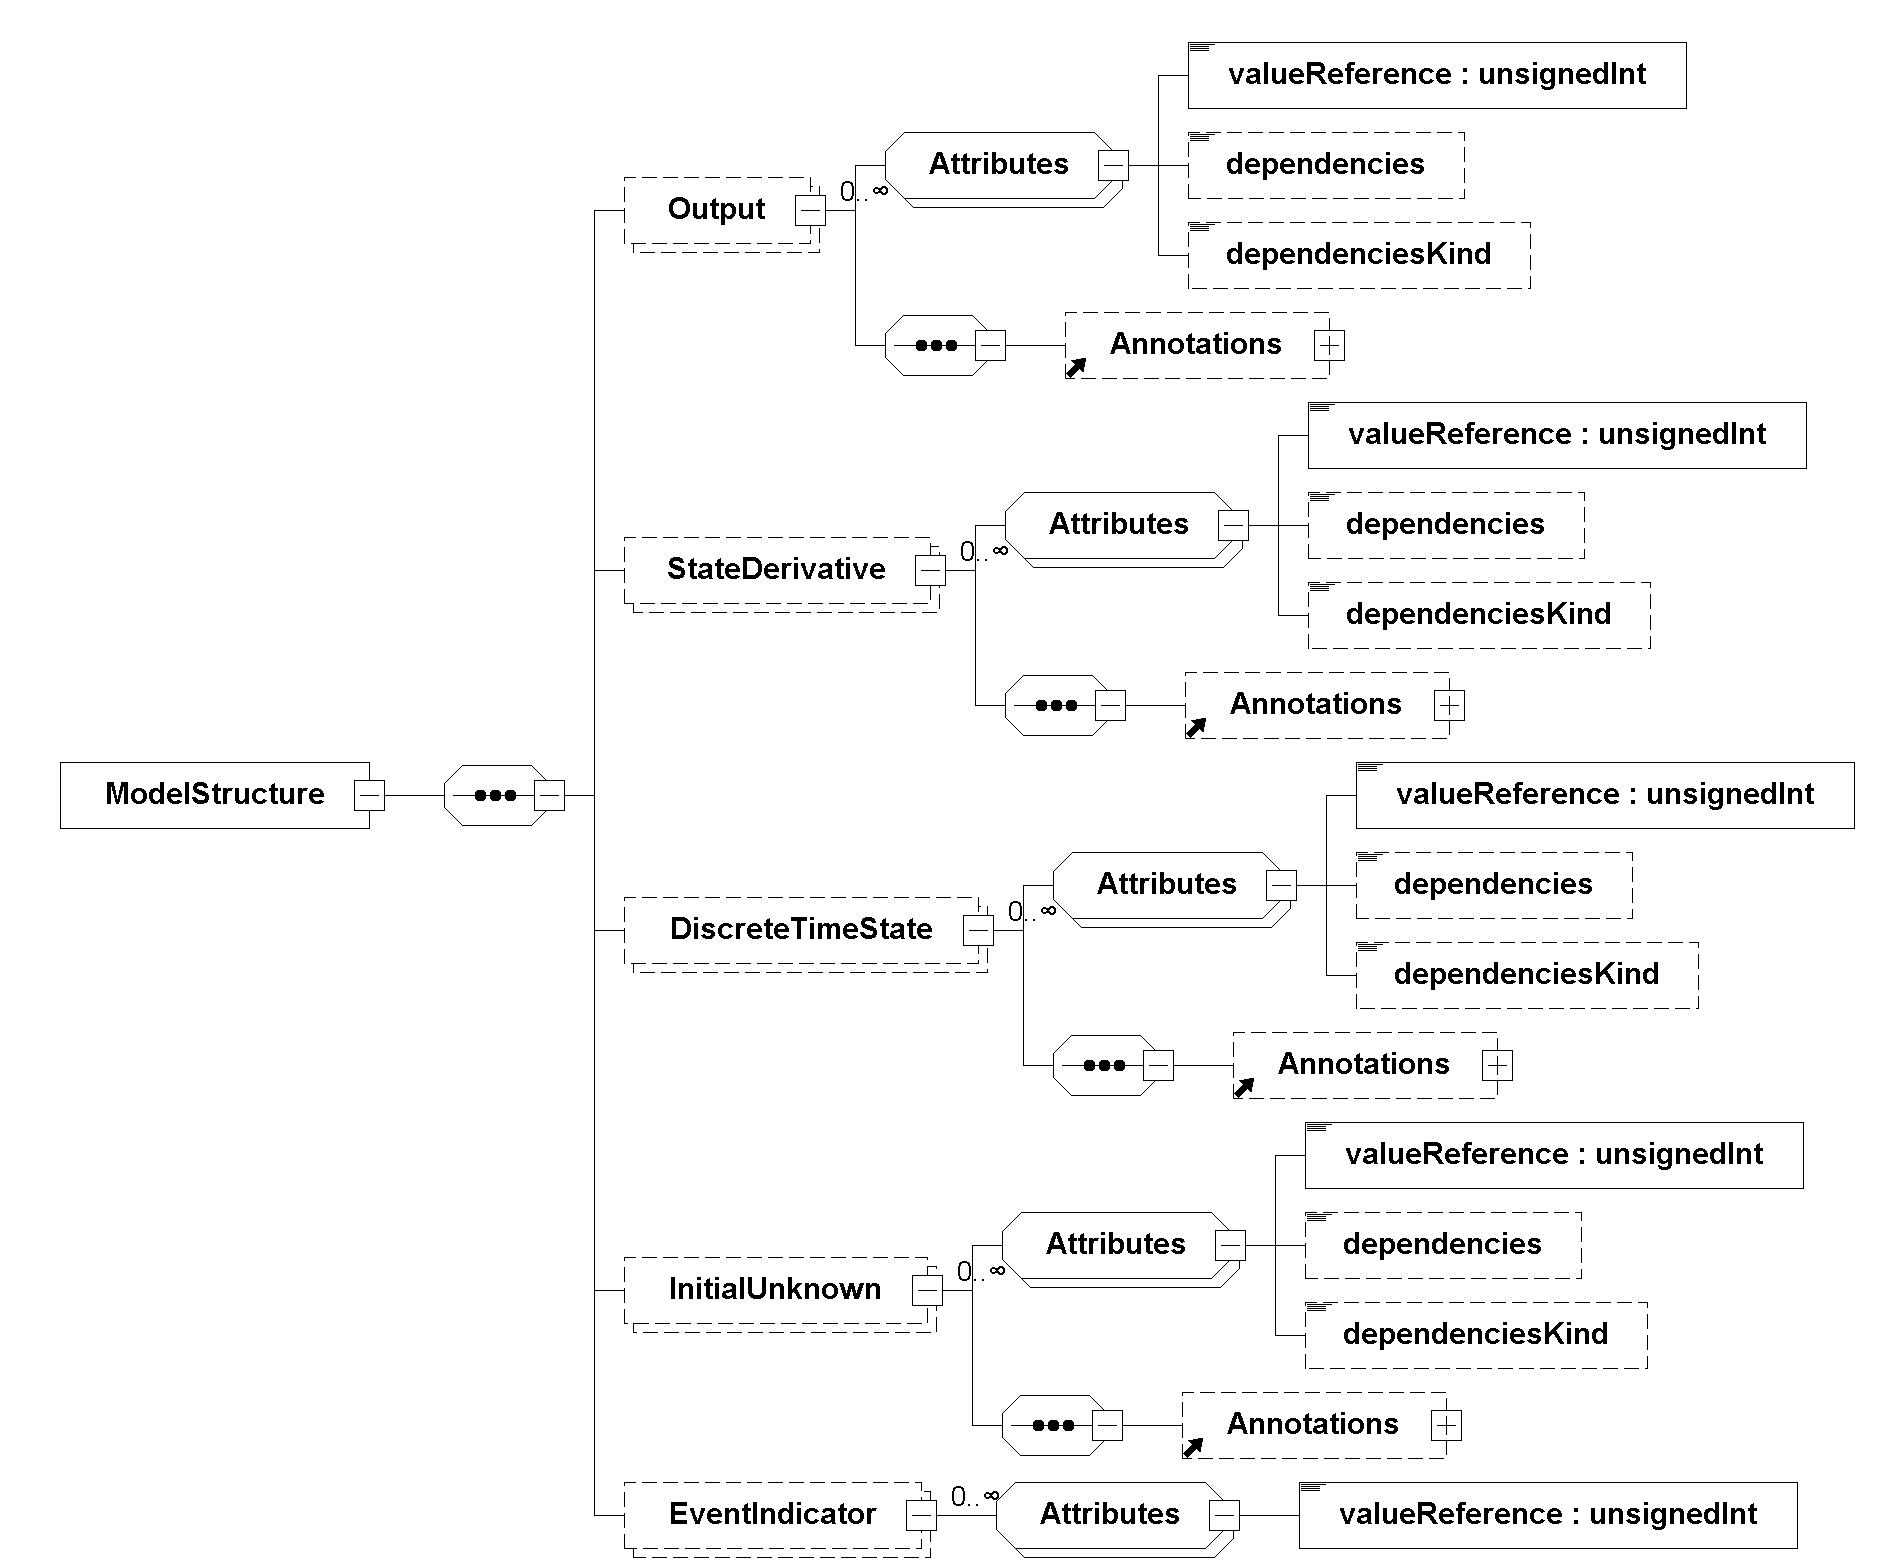 valueReference : unsignedInt
Attributes
dependencies
0..∞
Output
dependenciesKind
Annotations
valueReference : unsignedInt
Attributes
dependencies
0..∞
StateDerivative
dependenciesKind
Annotations
ModelStructure
valueReference : unsignedInt
Attributes
dependencies
0..∞
DiscreteTimeState
dependenciesKind
Annotations
valueReference : unsignedInt
Attributes
dependencies
0..∞
InitialUnknown
dependenciesKind
Annotations
0..∞
EventIndicator
Attributes
valueReference : unsignedInt